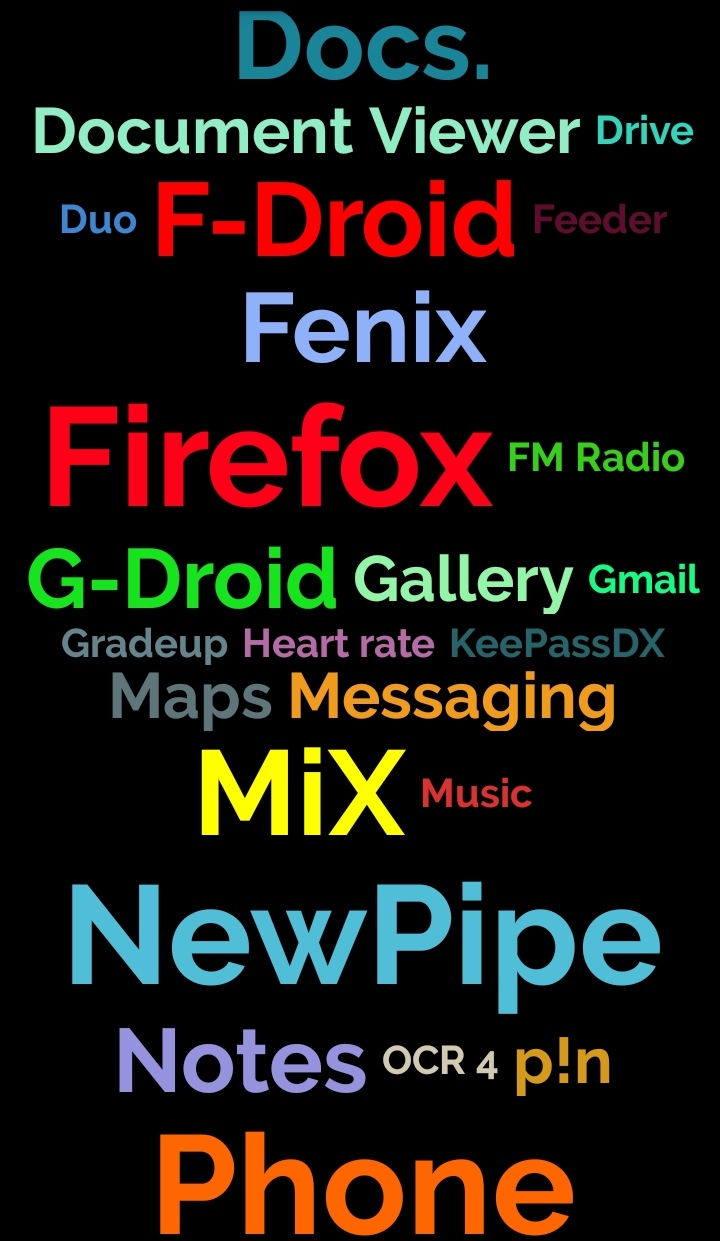 Docs.
Document Viewer Drive
Duo F-Droid Feeder
Fenix
Firefox FM Radio
G-Droid Gallery Gmail
Gradeup Heart rate KeePassDX
Maps Messaging
MiX Music
NewPipe
Notes OCR 4 p!n
Phone